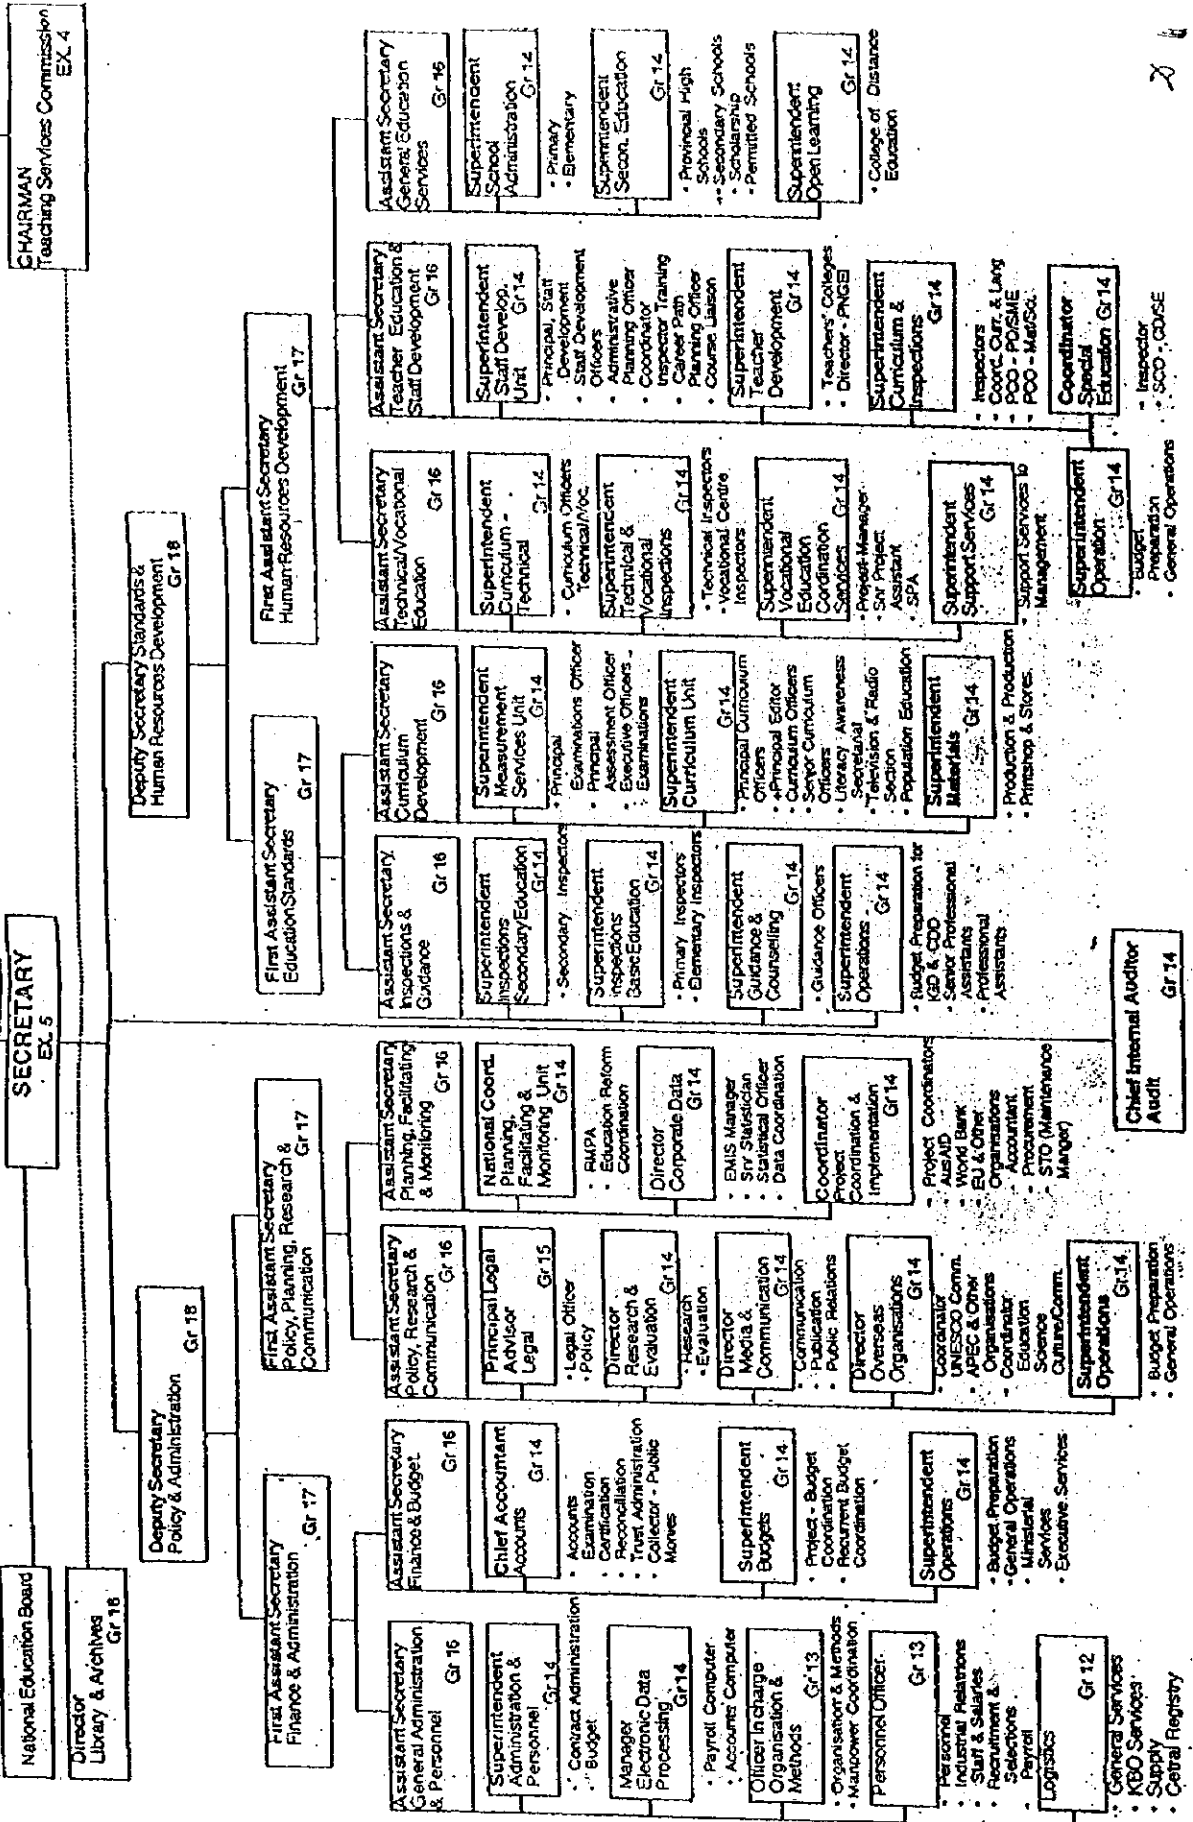 CHAIRMAN
Teaching Services Commission
EX. 4
SECRETARY
EX. 5
National Education Board
Director
Library & Archives
Gr 16
Deputy Secretary
Policy & Administration
Gr 18
Deputy Secretary Standards &
Human Resources Development
Gr 18
First Assistant Secretary
Finance & Administration
Gr 17
First Assistant Secretary
Policy, Planning, Research &
Communication
Gr 17
First Assistant Secretary
Education Standards
Gr 17
First Assistant Secretary
Human Resources Development
Gr 17
Assistant Secretary
General Administration
& Personnel
Gr 16
Superintendent
Administration &
Personnel
Gr 14
• Contract Administration
• Budget
Manager
Electronic Data
Processing
Gr 14
• Payroll Computer
• Accounts Computer
Officer in charge
Organisation &
Methods
Gr 13
• Organisation & Methods
• Manpower Coordination
Personnel Officer
Gr 13
• Personnel
• Industrial Relations
• Staff & Salaries
• Recruitment &
Selections
• Payroll
Logistics
Gr 12
• General Services
• KBO Services
• Supply
• Cetral Registry
Assistant Secretary
Finance & Budget
Gr 16
Chief Accountant
Accounts
Gr 14
• Accounts
• Examination
• Certification
• Reconciliation
• Trust Administration
• Collector - Public
Monies
Superintendent
Budgets
Gr 14
• Project - Budget
Coordination
• Recurrent Budget
Coordination
Superintendent
Operations
Gr 14
• Budget Preparation
• General Operations
• Ministerial
Services
• Executive Services
Assistant Secretary
Policy, Research &
Communication
Gr 16
Principal Legal
Advisor
Legal
Gr 15
• Legal Officer
• Policy
Director
Research &
Evaluation
Gr 14
• Research
• Evaluation
Director
Media &
Communication
Gr 14
• Communication
• Publication
• Public Relations
Director
Overseas
Organisations
Gr 14
• Coordinator
UNESCO Comm.
• APEC & Other
Organisations
• Coordinator
Education
Science
Culture/Comm.
Superintendent
Operations
Gr.14
• Budget Preparation
• General Operations
Assistant Secretary
Planning, Facilitating
& Monitoring
Gr 16
National Coord.
Planning,
Facilitating &
Monitoring Unit
Gr 14
• RMPA
• Education Reform
Coordination
Director
Corporate Data
Gr 14
• EMIS Manager
• Snr Statistician
• Statistical Officer
• Data Coordination
Coordinator
Project
Coordination &
Implementation
Gr 14
• Project Coordinators
AusAID
• World Bank
• EU & Other
Organisations
• Accountant
• Procurement
• STO (Maintenance
Manger)
Chief Internal Auditor
Audit
Gr 14
Assistant Secretary
Inspections &
Guidance
Gr 16
Superintendent
Inspections
Secondary Education
Gr 14
• Secondary Inspectors
Superintendent
Inspections
Basic Education
Gr 14
• Primary Inspectors
• Elementary Inspectors
Superintendent
Guidance &
Counselling
Gr 14
• Guidance Officers
Superintendent
Operations
Gr 14
• Budget Preparation for
IGD & CDD
• Senior Professional
Assistants
• Professional
Assistants
Assistant Secretary
Curriculum
Development
Gr 16
Superintendent
Measurement
Services Unit
Gr 14
• Principal
Examinations Officer
• Principal
Assessment Officer
• Executive Officers -
Examinations
Superintendent
Curriculum Unit
Gr 14
• Principal Curriculum
Officers
• Principal Editor
• Curriculum Officers
• Senior Curriculum
Officers
• Literacy Awareness
Secretariat
• Television & Radio
Section
• Population Education
Superintendent
Materials
Gr 14
• Production & Production
• Printshop & Stores
Assistant Secretary
Technical/Vocational
Education
Gr 16
Superintendent
Curriculum -
Technical
Gr 14
• Curriculum Officers
Technical/Voc.
Superintendent
Technical &
Vocational
Inspections
Gr 14
• Technical Inspectors
• Vocational Centre
Inspectors
Superintendent
Vocational
Education
Coordination
Services
Gr 14
• Project Manager
• Snr Project
Assistant
• SPA
Superintendent
Support Services
Gr 14
• Support Services to
Management
Superintendent
Operation
Gr 14
• Budget
Preparation
• General Operations
Assistant Secretary
Teacher Education &
Staff Development
Gr 16
Superintendent
Staff Develop.
Unit
Gr 14
• Principal, Staff
Development
• Staff Development
Officers
• Administrative
Planning Officer
• Coordinator
Inspector Training
• Career Path
Planning Officer
• Course Liaison
Superintendent
Teacher
Development
Gr 14
• Teachers' Colleges
• Director - PNGEI
Superintendent
Curriculum &
Inspections
Gr 14
• Inspectors
• Coord. Curr. & Lang
• PCO - PD/SME
• PCO - Mat/Sci.
Coordinator
Special
Education Gr 14
• Inspector
• SCO - CD/SE
Assistant Secretary
General Education
Services
Gr 16
Superintendent
School
Administration
Gr 14
• Primary
• Elementary
Superintendent
Secon. Education
Gr 14
• Provincial High
Schools
• Secondary Schools
• Scholarship
• Permitted Schools
Superintendent
Open Learning
Gr 14
• College of Distance
Education